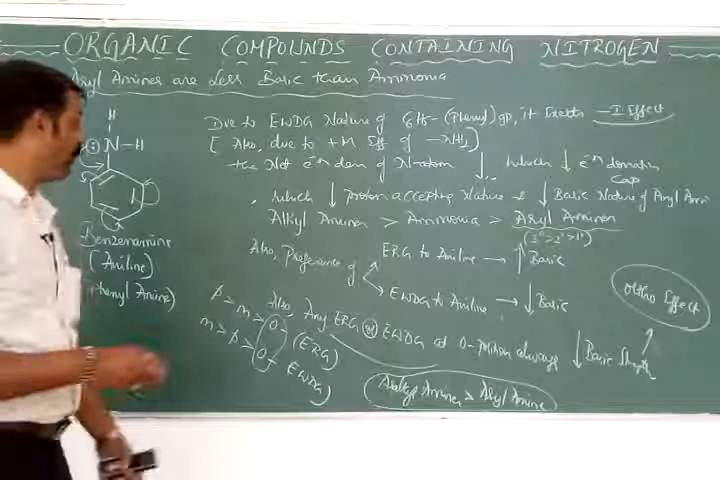 ORGANIC COMPOUNDS CONTAINING NITROGEN
Aryl Amines are Less Basic than Ammonia
H
N-H
Benzenamine
(Aniline)
Phenyl Amine)
Due to EWDG Nature of C6H5- (Phenyl) gp, it Exerts -I Effect
[ Also, due to +M Eff of -NH2)
the Net e-n den of N-atom ↓, which ↓ e-n donating
Cap
which ↓ proton accepting Nature & ↓ Basic Nature of Aryl Ami
Alkyl Amines > Ammonia > Aryl Amines
(3°>2°>1°)
Also, Presence of
ERG to Aniline → ↑ Basic
EWDG to Aniline → ↓ Basic
Ortho Effect
Also, Any ERG or EWDG at O-Position always ↓ Basic Strength
p > m > o- (ERG)
m > p > o- EWDG)
Amine > Aryl Amine